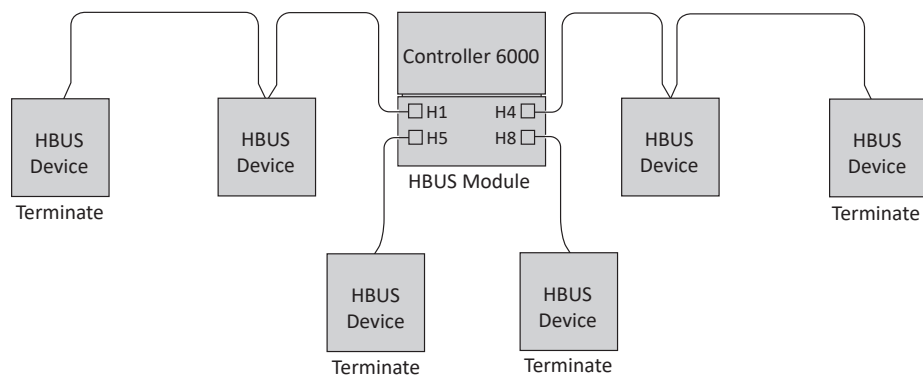 Controller 6000
H1 H4
H5 H8
HBUS Module
HBUS
Device
Terminate
HBUS
Device
HBUS
Device
HBUS
Device
Terminate
HBUS
Device
Terminate
HBUS
Device
Terminate